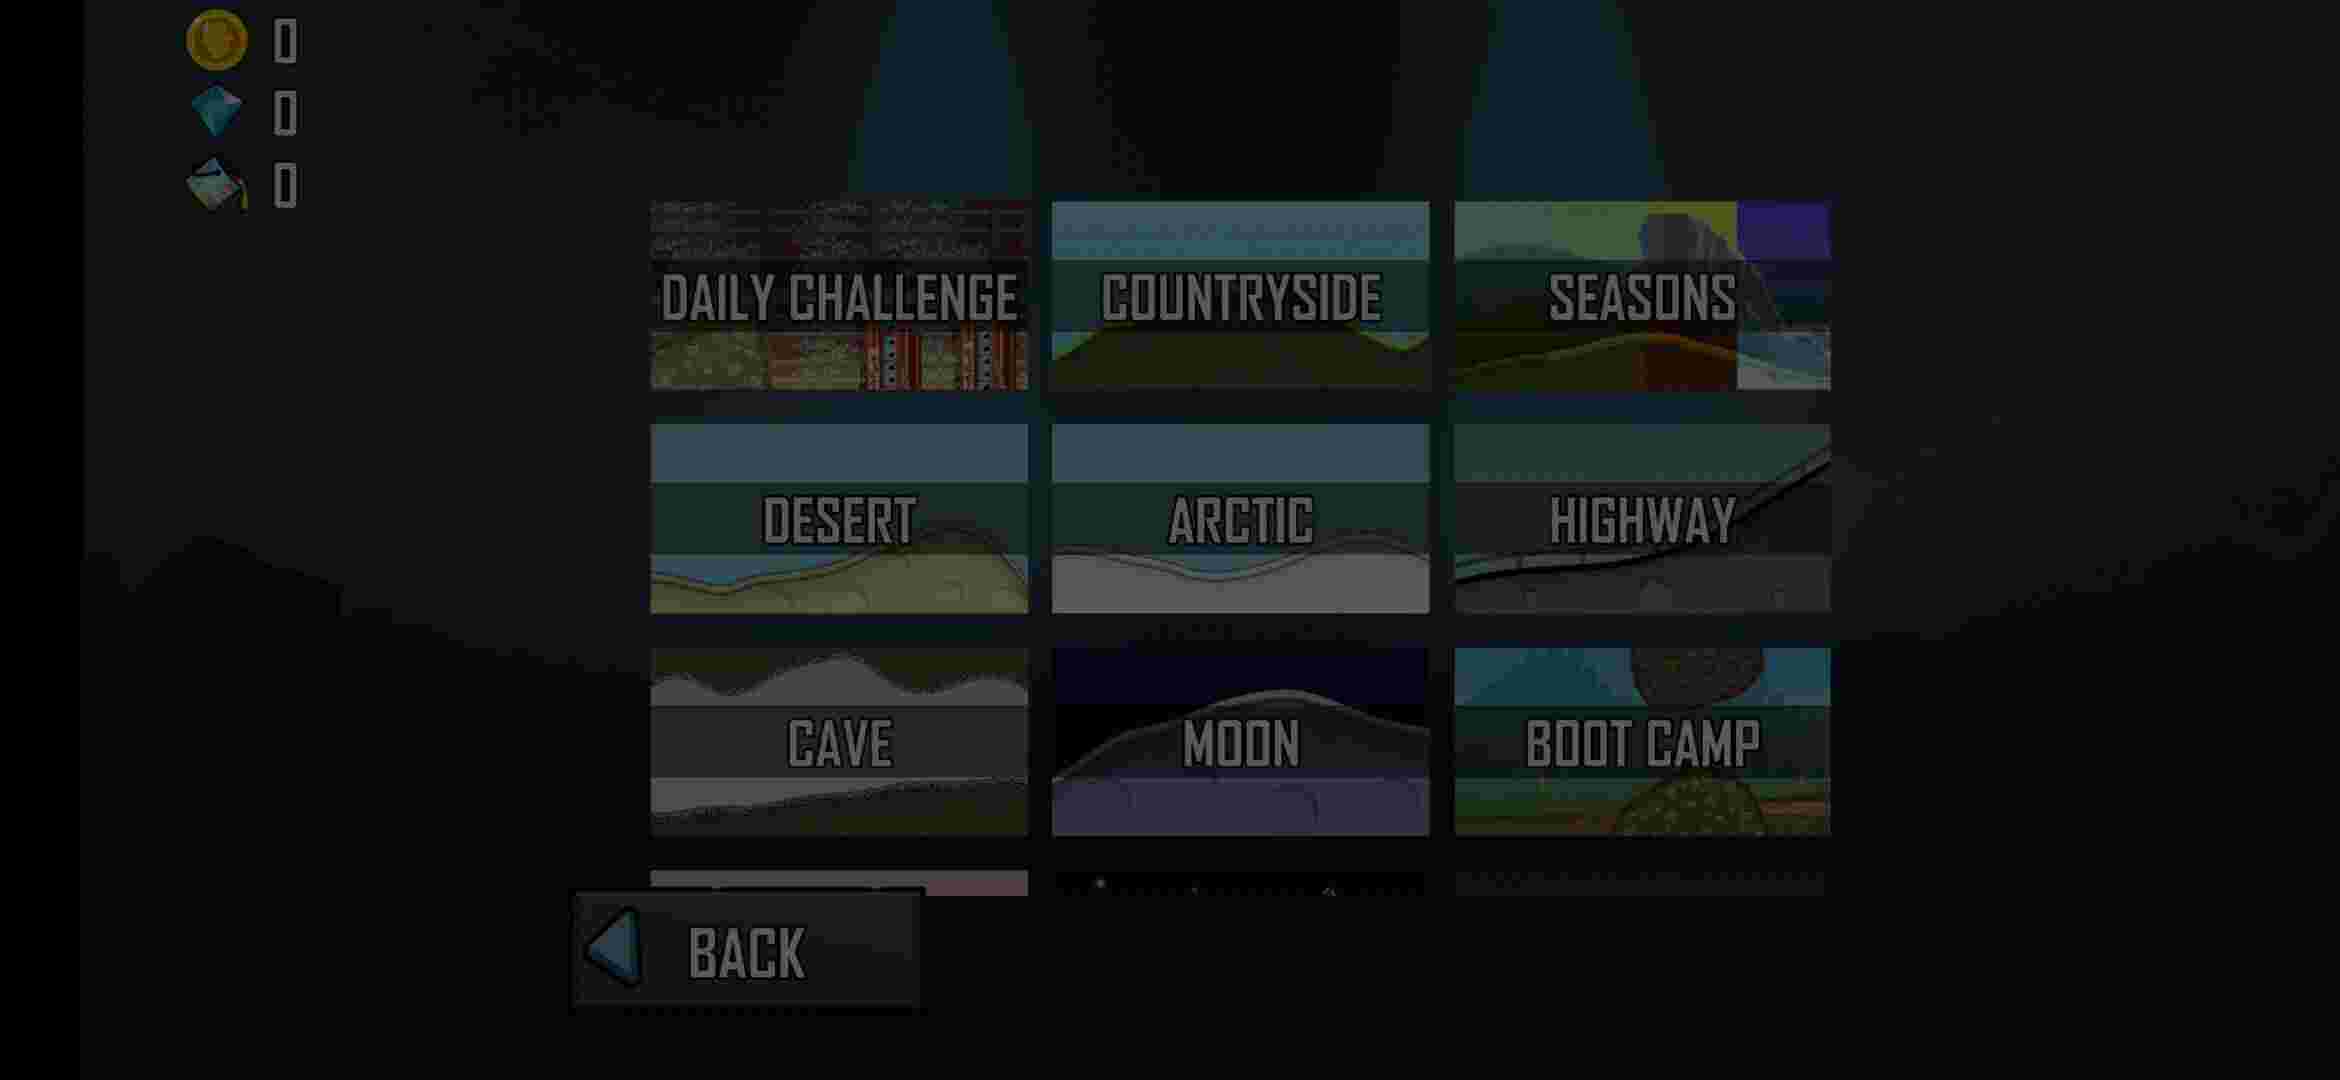 0
0
0
DAILY CHALLENGE
COUNTRYSIDE
SEASONS
DESERT
ARCTIC
HIGHWAY
CAVE
MOON
BOOT CAMP
BACK